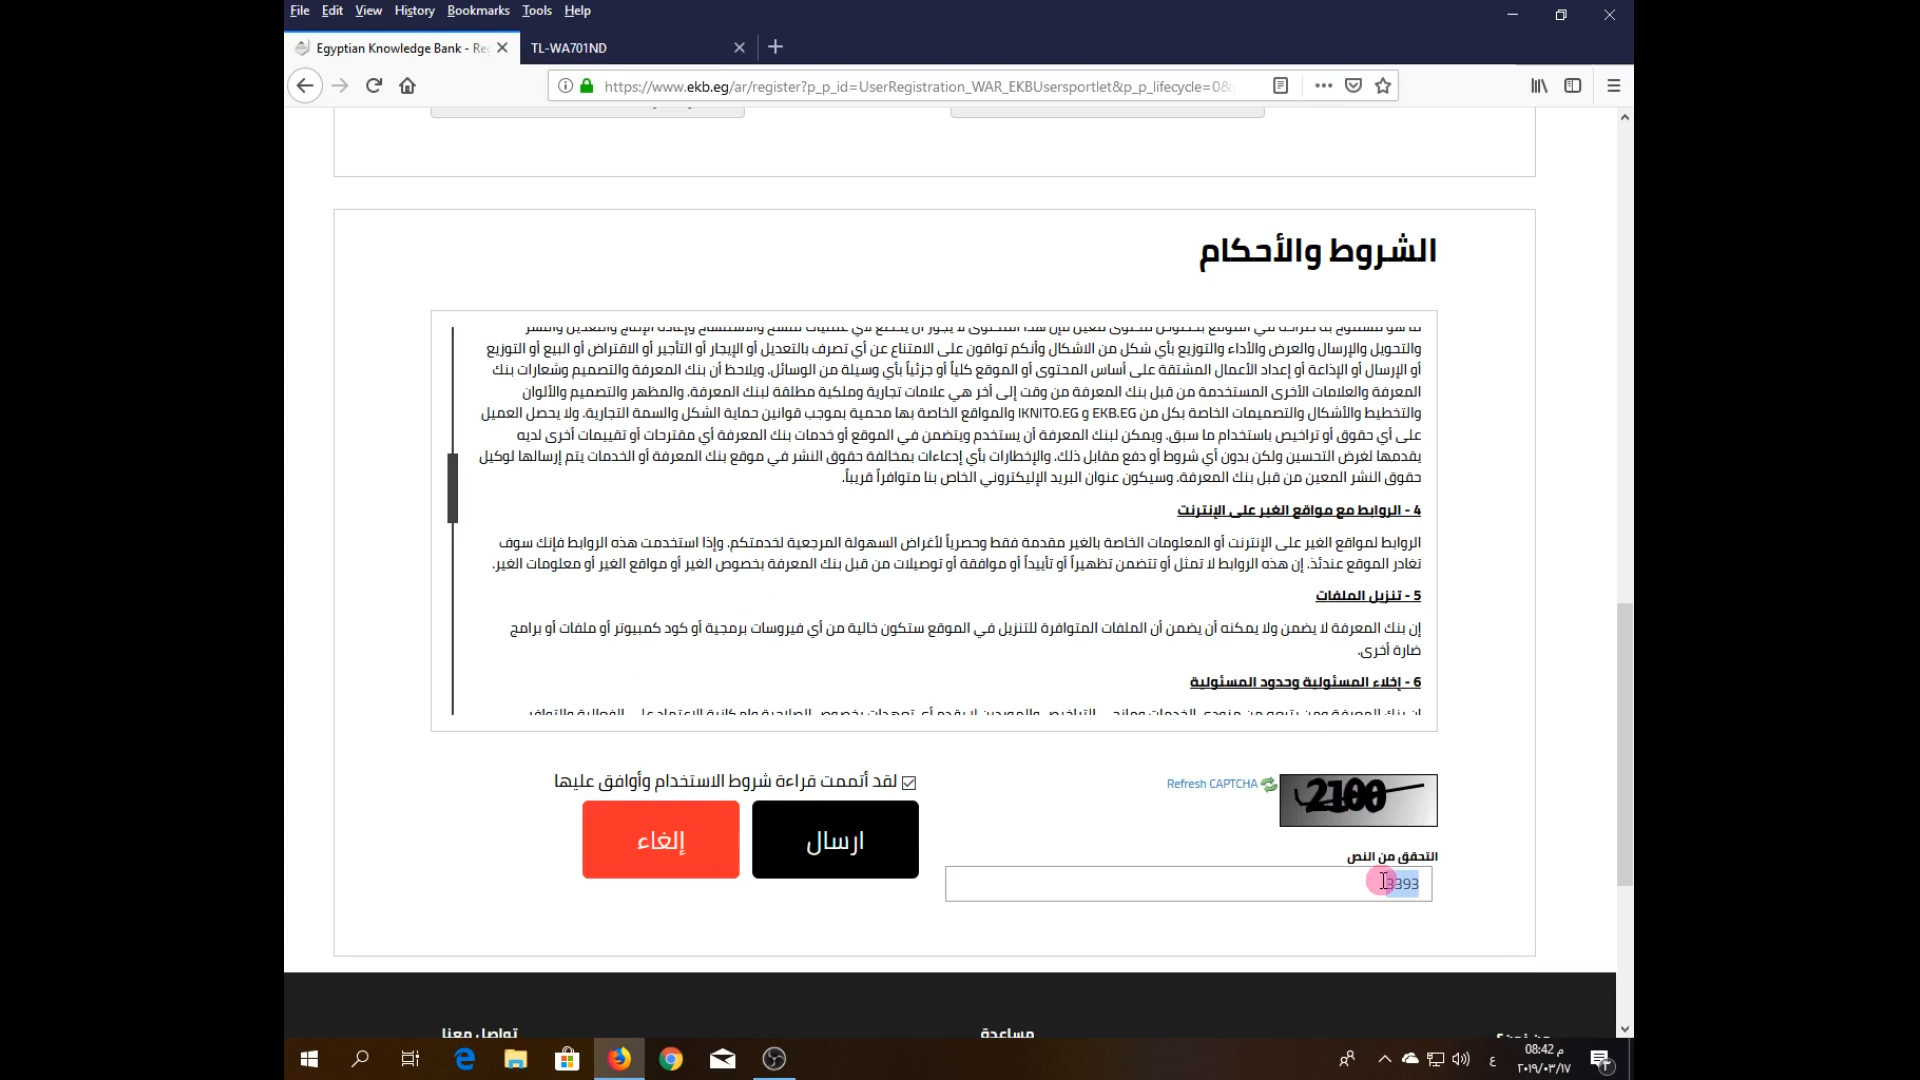 File Edit View History Bookmarks Tools Help
Egyptian Knowledge Bank - Re
TL-WA701ND
https://www.ekb.eg/ar/register?p_p_id=UserRegistration_WAR_EKBUsersportlet&p_p_lifecycle=0&
الشروط والأحكام
والتحويل والإرسال والعرض والأداء والتوزيع بأي شكل من الاشكال وأنكم تواقون على الامتناع عن أي تصرف بالتعديل أو الإيجار أو التأجير أو الاقتراض أو البيع أو التوزيع
أو الإرسال أو الإذاعة أو إعداد الأعمال المشتقة على أساس المحتوى أو الموقع كلياً أو جزئياً بأي وسيلة من الوسائل. ويلاحظ أن بنك المعرفة والتصميم وشعارات بنك
المعرفة والعلامات الأخرى المستخدمة من قبل بنك المعرفة من وقت إلى أخر هي علامات تجارية وملكية مطلقة لبنك المعرفة. والمظهر والتصميم والألوان
والتخطيط والأشكال والتصميمات الخاصة بكل من EKB.EG و IKNITO.EG والمواقع الخاصة بها محمية بموجب قوانين حماية الشكل والسمة التجارية. ولا يحصل العميل
على أي حقوق أو تراخيص باستخدام ما سبق. ويمكن لبنك المعرفة أن يستخدم ويتضمن في الموقع أو خدمات بنك المعرفة أي مقترحات أو تقييمات أخرى لديه
يقدمها لغرض التحسين ولكن بدون أي شروط أو دفع مقابل ذلك. والإخطارات بأي إدعاءات بمخالفة حقوق النشر في موقع بنك المعرفة أو الخدمات يتم إرسالها لوكيل
حقوق النشر المعين من قبل بنك المعرفة. وسيكون عنوان البريد الإليكتروني الخاص بنا متوافراً قريباً.
4 - الروابط مع مواقع الغير على الإنترنت
الروابط لمواقع الغير على الإنترنت أو المعلومات الخاصة بالغير مقدمة فقط وحصرياً لأغراض السهولة المرجعية لخدمتكم. وإذا استخدمت هذه الروابط فإنك سوف
تغادر الموقع عندئذ. إن هذه الروابط لا تمثل أو تتضمن تظهيراً أو تأييداً أو موافقة أو توصيلات من قبل بنك المعرفة بخصوص الغير أو مواقع الغير أو معلومات الغير.
5 - تنزيل الملفات
إن بنك المعرفة لا يضمن ولا يمكنه أن يضمن أن الملفات المتوافرة للتنزيل في الموقع ستكون خالية من أي فيروسات برمجية أو كود كمبيوتر أو ملفات أو برامج
ضارة أخرى.
6 - إخلاء المسئولية وحدود المسئولية
2100
Refresh CAPTCHA
لقد أتممت قراءة شروط الاستخدام وأوافق عليها
ارسال
إلغاء
التحقق من النص
3393
مساعدة
تواصل معنا
ع
08:42 م
٢٠١٩/٠٣/١٧